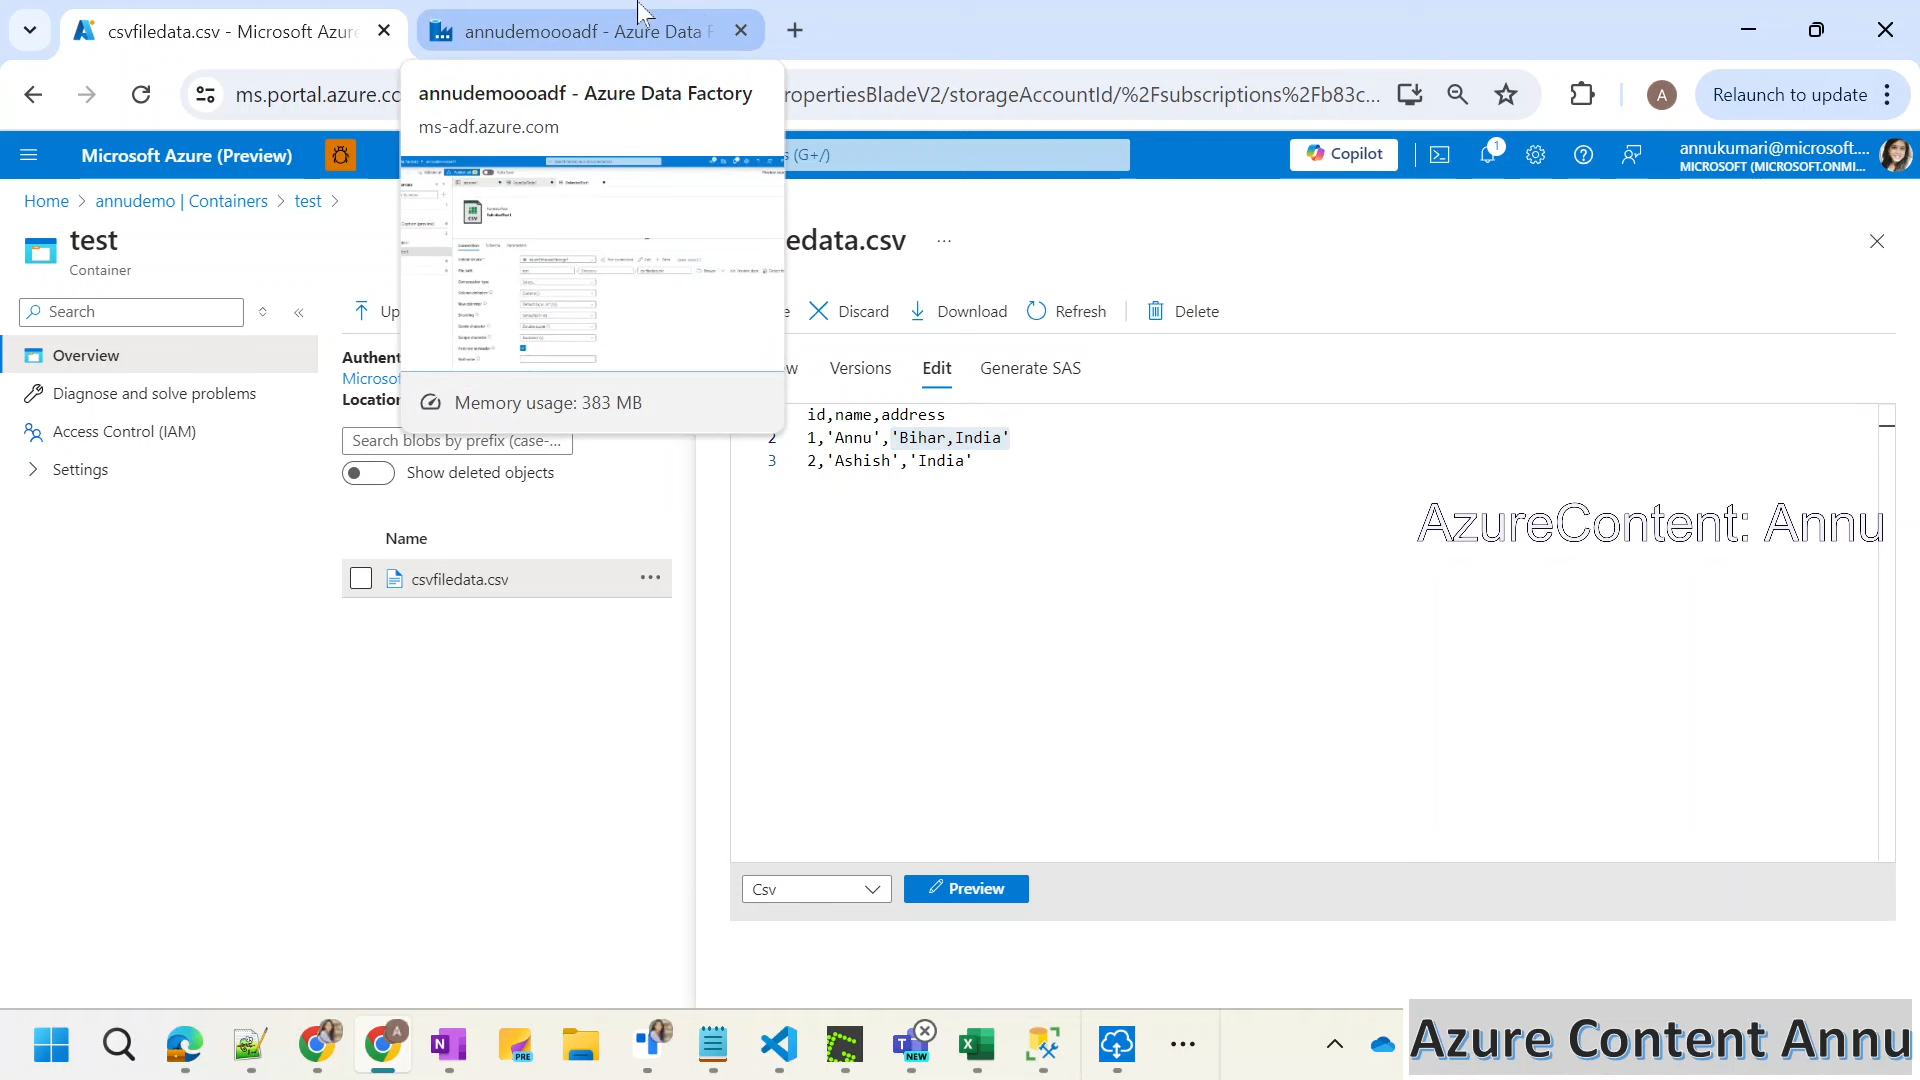 csvfiledata.csv - Microsoft Azure
annudemoooadf - Azure Data F
ms.portal.azure.cc
ropertiesBladeV2/storageAccountId/%2Fsubscriptions%2Fb83c...
Relaunch to update
A
annudemoooadf - Azure Data Factory
ms-adf.azure.com
Memory usage: 383 MB
Microsoft Azure (Preview)
s (G+/)
Copilot
1
annukumari@microsoft....
MICROSOFT (MICROSOFT.ONMI...
Home > annudemo | Containers > test >
test
Container
edata.csv ...
Search
Up
e
Discard
Download
Refresh
Delete
Overview
Diagnose and solve problems
Access Control (IAM)
Settings
Authent
Microsof
Location
Search blobs by prefix (case-...
Show deleted objects
Name
csvfiledata.csv
w
Versions
Edit
Generate SAS
id,name,address
2 1,'Annu','Bihar,India'
3 2,'Ashish','India'
AzureContent: Annu
Csv
Preview
A
N
PRE
NEW
Azure Content Annu